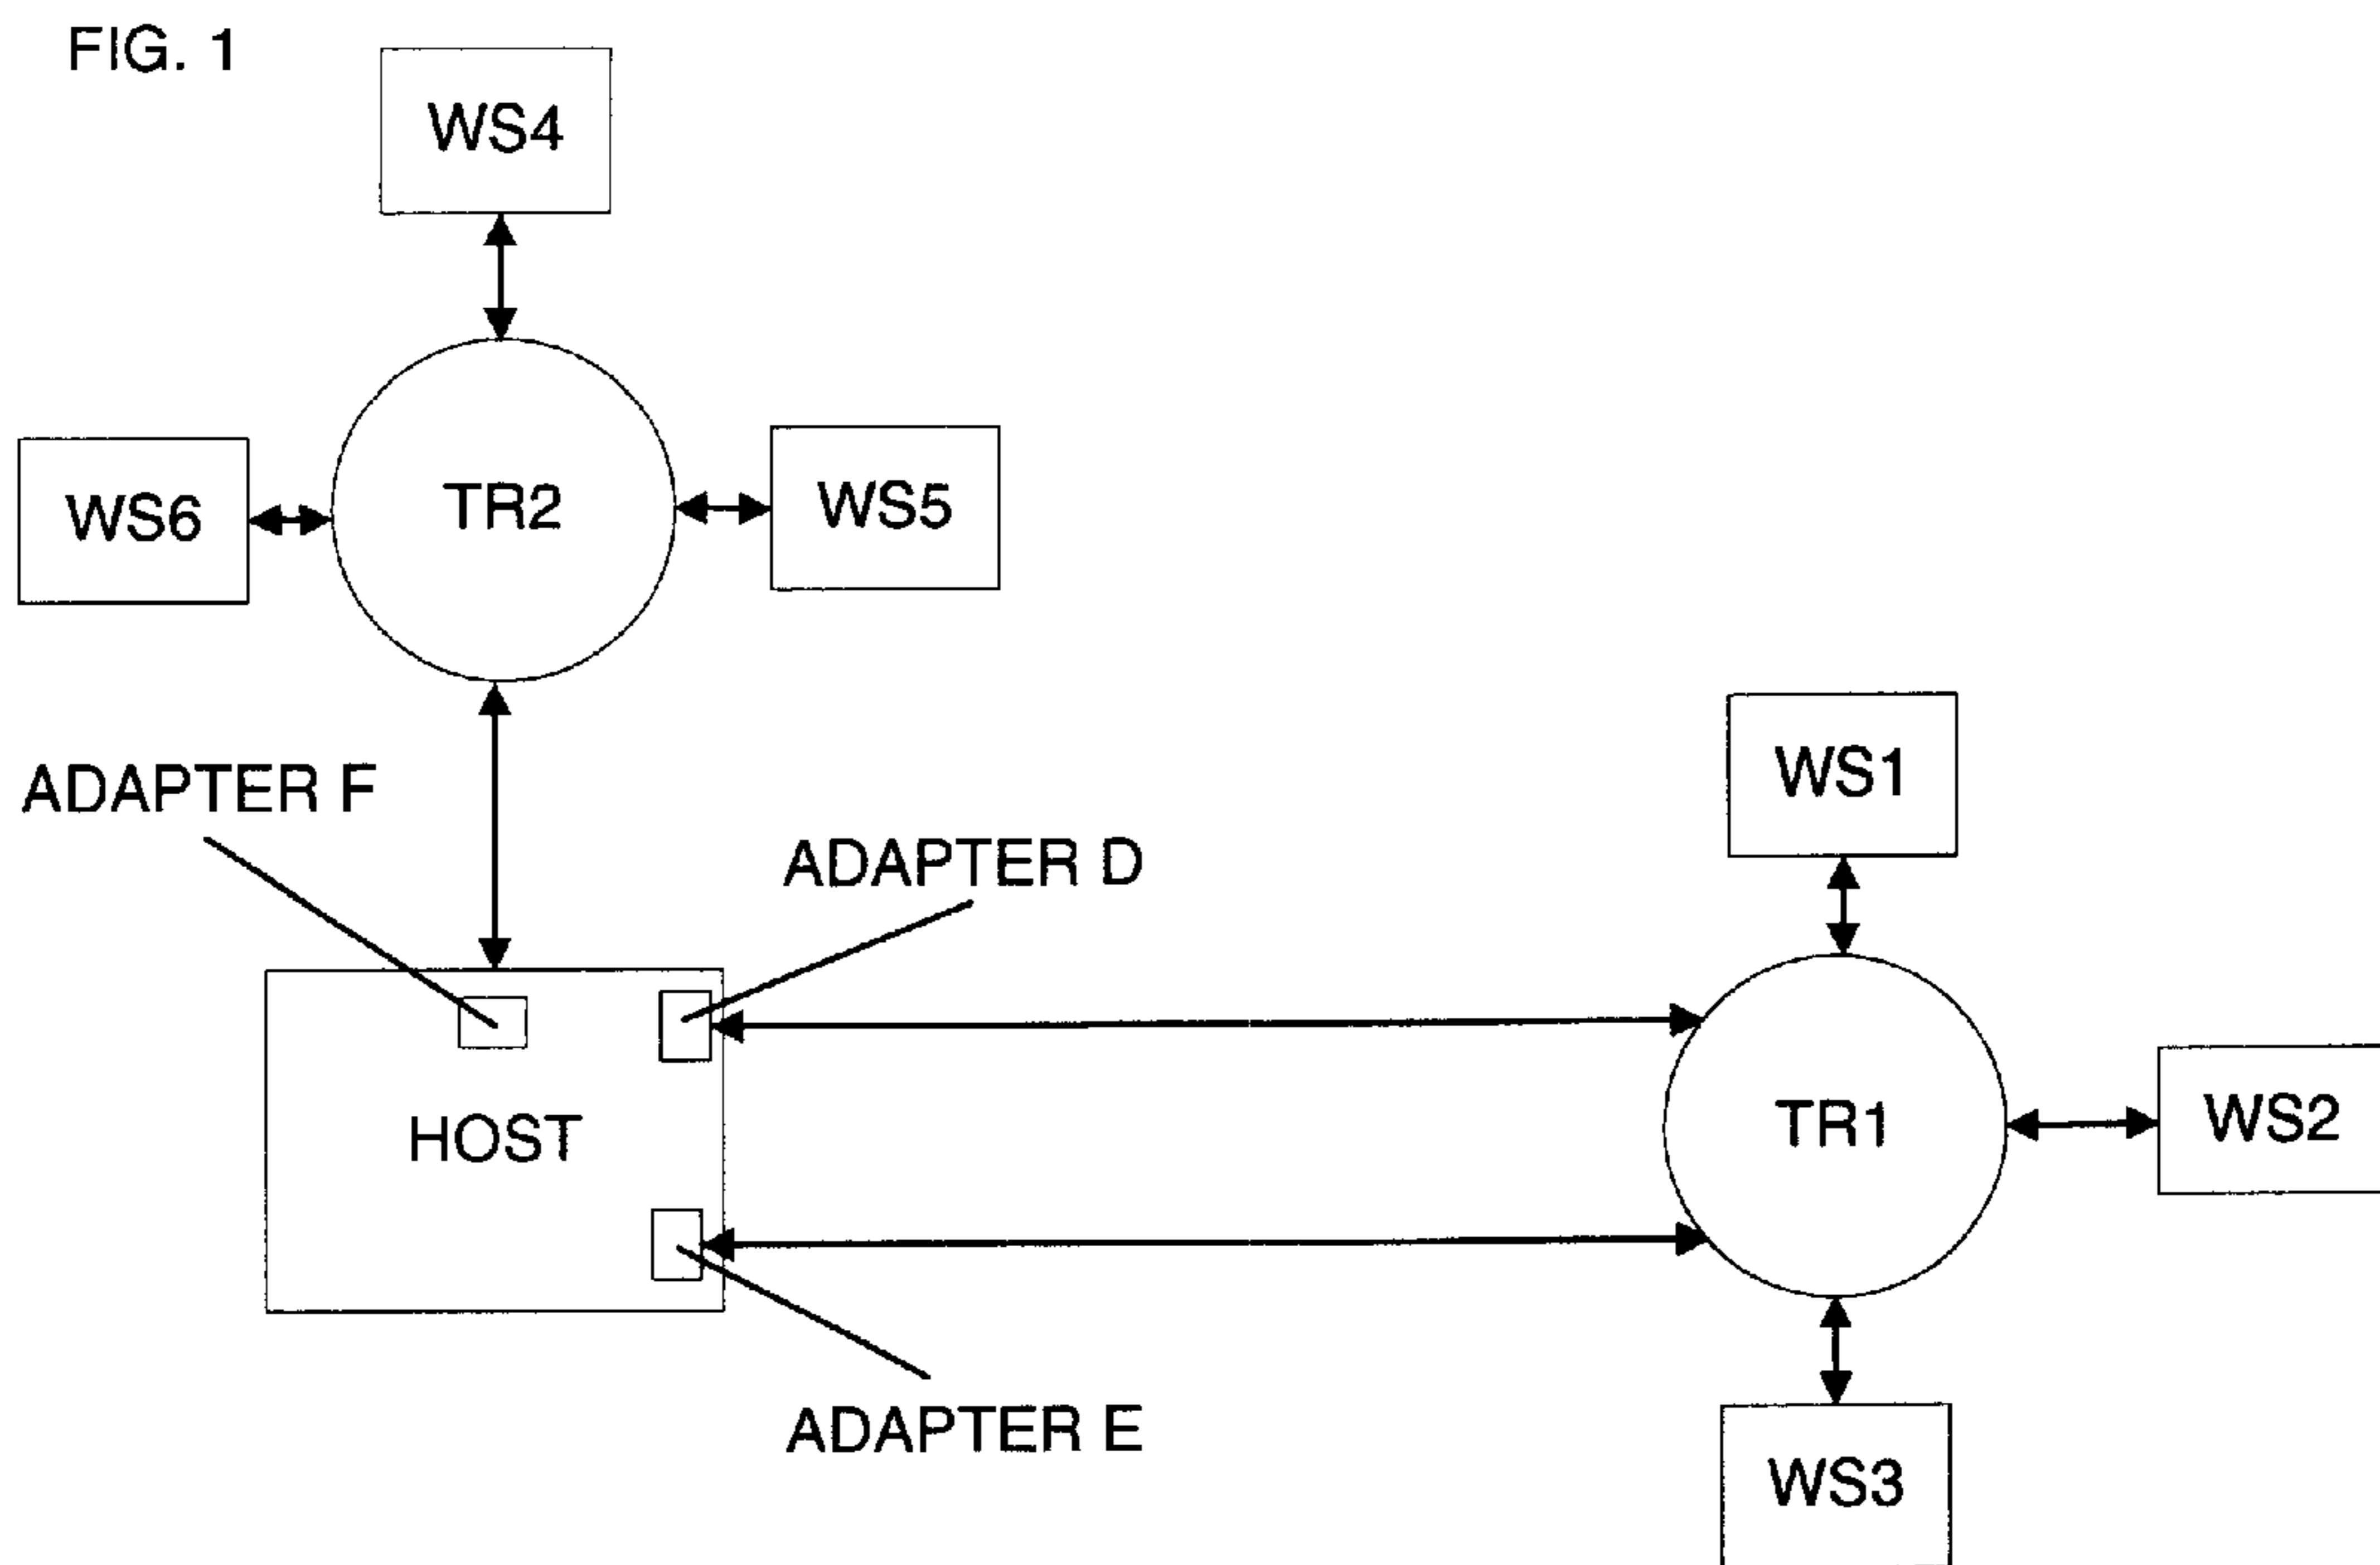 FIG. 1
WS4
WS6
TR2
WS5
ADAPTER F
ADAPTER D
WS1
HOST
TR1
WS2
ADAPTER E
WS3